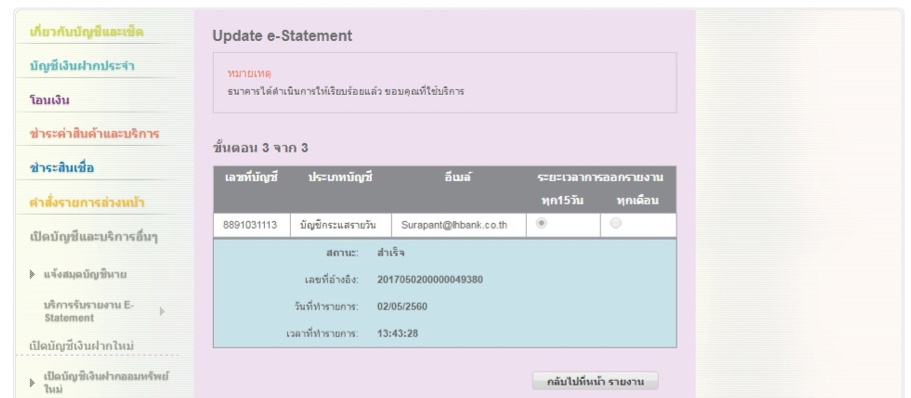 เกี่ยวกับบัญชีและเช็ค
บัญชีเงินฝากประจำ
โอนเงิน
ชำระค่าสินค้าและบริการ
ชำระสินเชื่อ
คำสั่งรายการล่วงหน้า
เปิดบัญชีและบริการอื่นๆ
แจ้งสมุดบัญชีหาย
บริการรับรายงาน E-
Statement
เปิดบัญชีเงินฝากใหม่
เปิดบัญชีเงินฝากออมทรัพย์
ใหม่
Update e-Statement
หมายเหตุ
ธนาคารได้ดำเนินการให้เรียบร้อยแล้ว ขอบคุณที่ใช้บริการ
ขั้นตอน 3 จาก 3
เลขที่บัญชี ประเภทบัญชี อีเมล์ ระยะเวลาการออกรายงาน
ทุก15วัน ทุกเดือน
8891031113 บัญชีกระแสรายวัน Surapant@lhbank.co.th
สถานะ: สำเร็จ
เลขที่อ้างอิง: 2017050200000049380
วันที่ทำรายการ: 02/05/2560
เวลาที่ทำรายการ: 13:43:28
กลับไปที่หน้า รายงาน